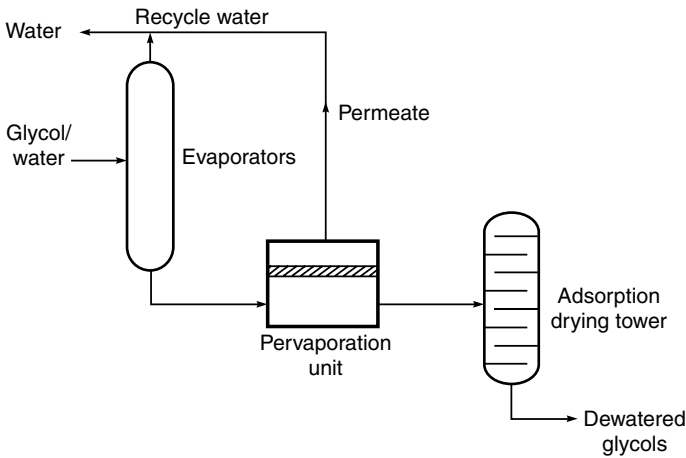 Recycle water
Water
Permeate
Glycol/
water
Evaporators
Adsorption
drying tower
Pervaporation
unit
Dewatered
glycols